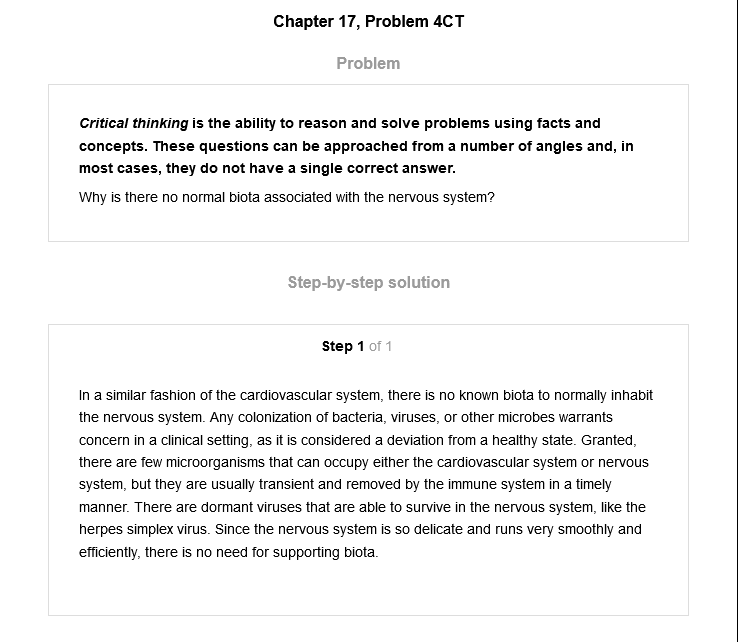 Chapter 17, Problem 4CT
Problem
Critical thinking is the ability to reason and solve problems using facts and
concepts. These questions can be approached from a number of angles and, in
most cases, they do not have a single correct answer.
Why is there no normal biota associated with the nervous system?
Step-by-step solution
Step 1 of 1
In a similar fashion of the cardiovascular system, there is no known biota to normally inhabit
the nervous system. Any colonization of bacteria, viruses, or other microbes warrants
concern in a clinical setting, as it is considered a deviation from a healthy state. Granted,
there are few microorganisms that can occupy either the cardiovascular system or nervous
system, but they are usually transient and removed by the immune system in a timely
manner. There are dormant viruses that are able to survive in the nervous system, like the
herpes simplex virus. Since the nervous system is so delicate and runs very smoothly and
efficiently, there is no need for supporting biota.